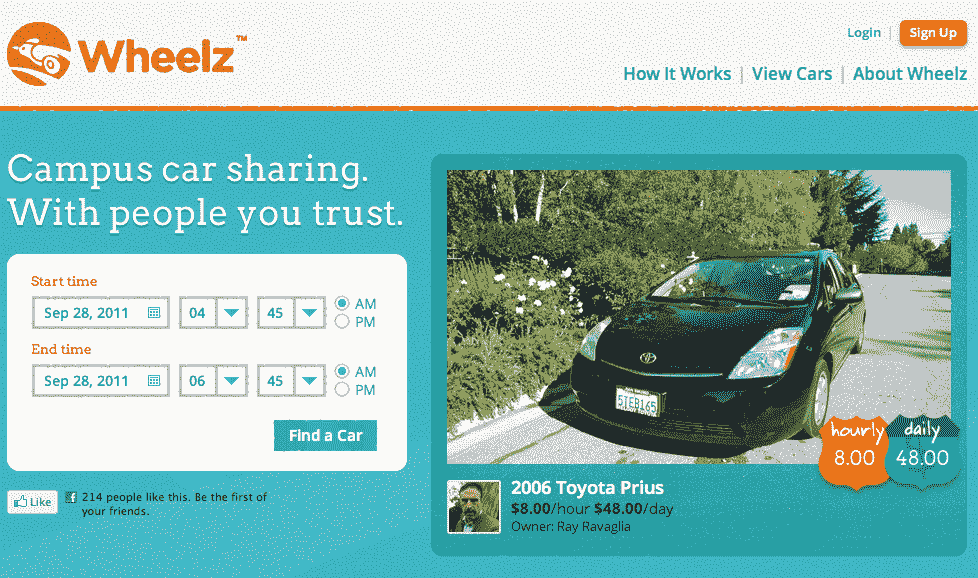 Wheelz™
Login | Sign Up
How It Works | View Cars | About Wheelz
Campus car sharing.
With people you trust.
Start time
Sep 28, 2011 04 45 AM
PM
End time
Sep 28, 2011 06 45 AM
PM
Find a Car
Like
214 people like this. Be the first of
your friends.
5TEB165
hourly
8.00
daily
48.00
2006 Toyota Prius
$8.00/hour $48.00/day
Owner: Ray Ravaglia